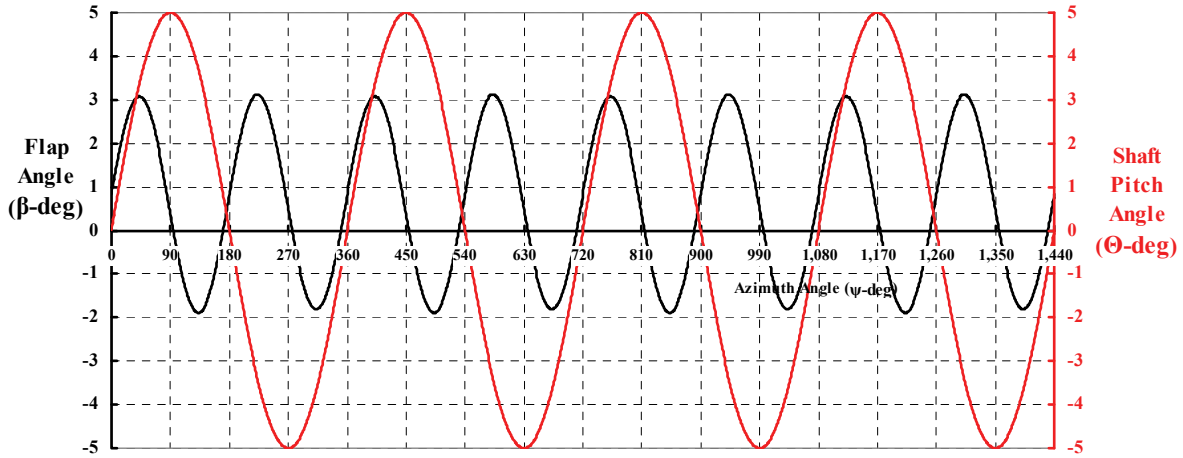 5
4
3
2
1
0
-1
-2
-3
-4
-5
Flap
Angle
(β-deg)
0 90 180 270 360 450 540 630 720 810 900 990 1,080 1,170 1,260 1,350 1,440
Azimuth Angle (ψ-deg)
5
4
3
2
1
0
-1
-2
-3
-4
-5
Shaft
Pitch
Angle
(Θ-deg)